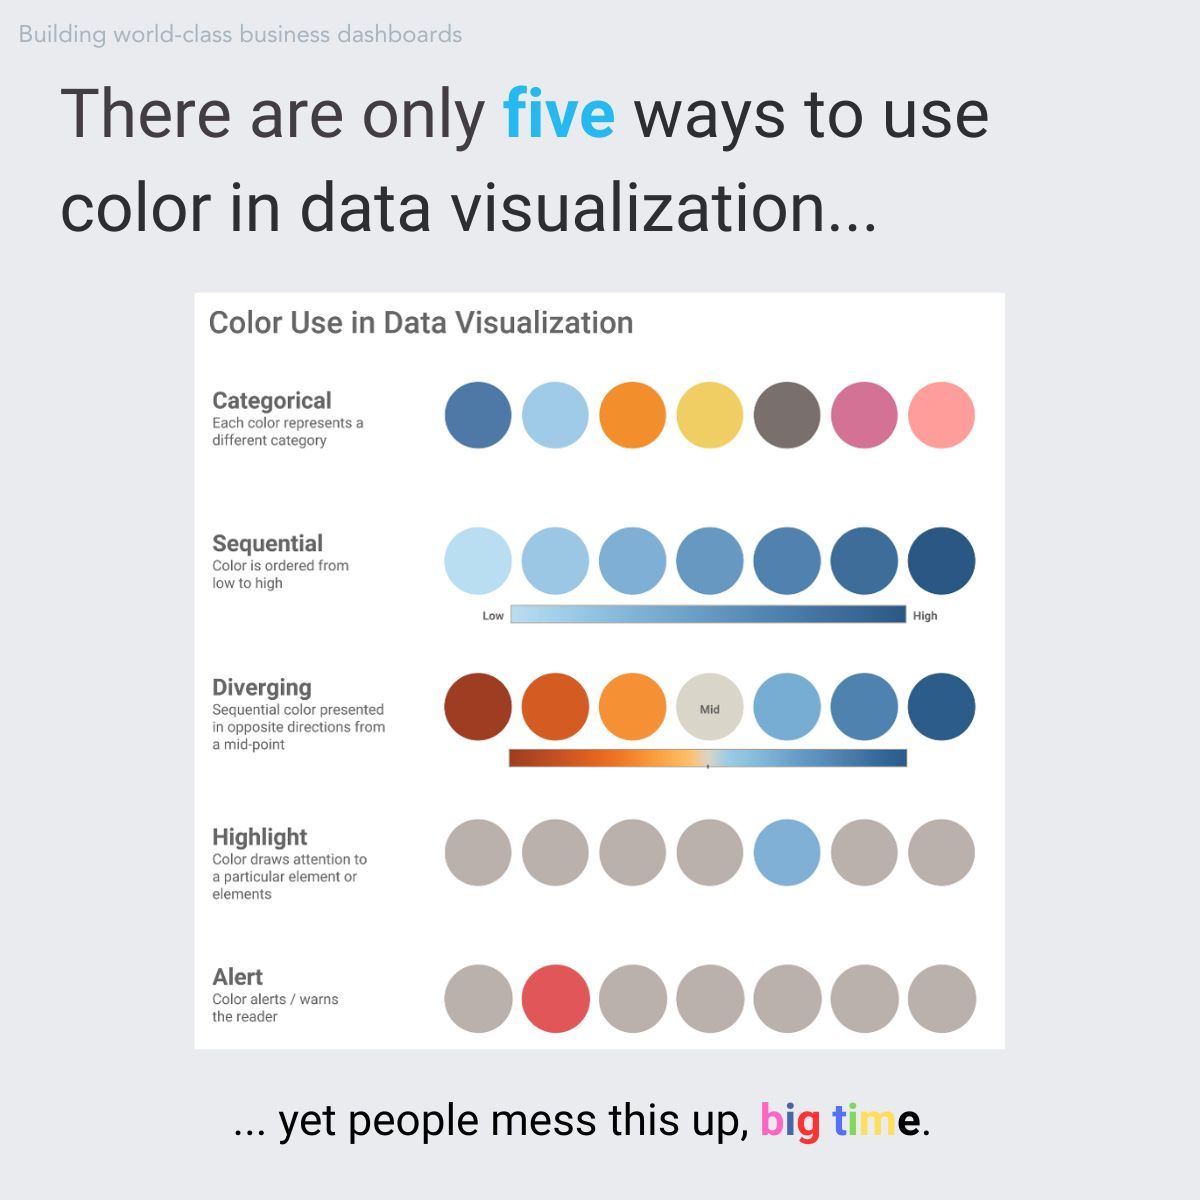 Building world-class business dashboards
There are only five ways to use
color in data visualization...
Color Use in Data Visualization
Categorical
Each color represents a
different category
Sequential
Color is ordered from
low to high
Low
High
Diverging
Sequential color presented
in opposite directions from
a mid-point
Mid
Highlight
Color draws attention to
a particular element or
elements
Alert
Color alerts / warns
the reader
... yet people mess this up, big time.